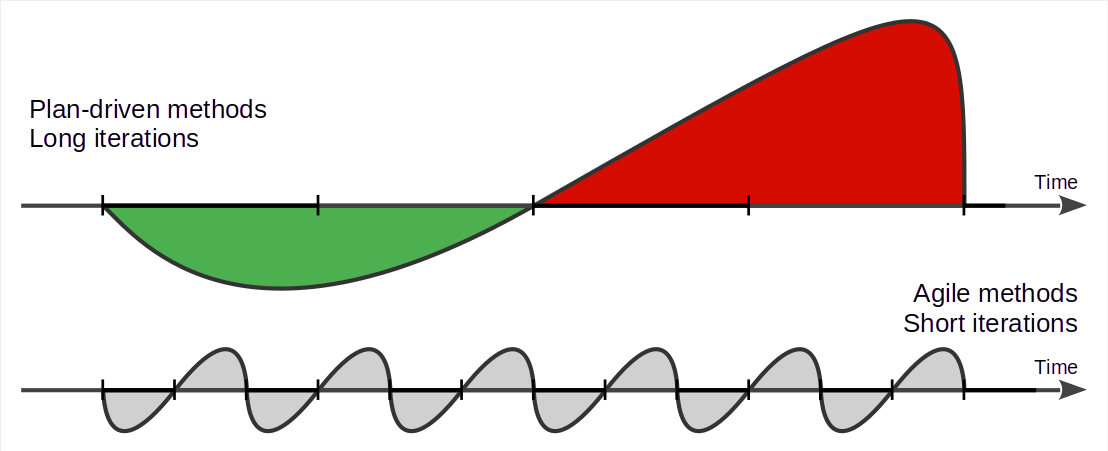 Plan-driven methods
Long iterations
Time
Agile methods
Short iterations
Time